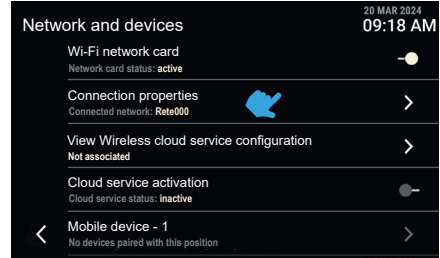 20 MAR 2024
Network and devices 09:18 AM
Wi-Fi network card
Network card status: active
Connection properties
Connected network: Rete000
View Wireless cloud service configuration
Not associated
Cloud service activation
Cloud service status: inactive
Mobile device - 1
No devices paired with this position